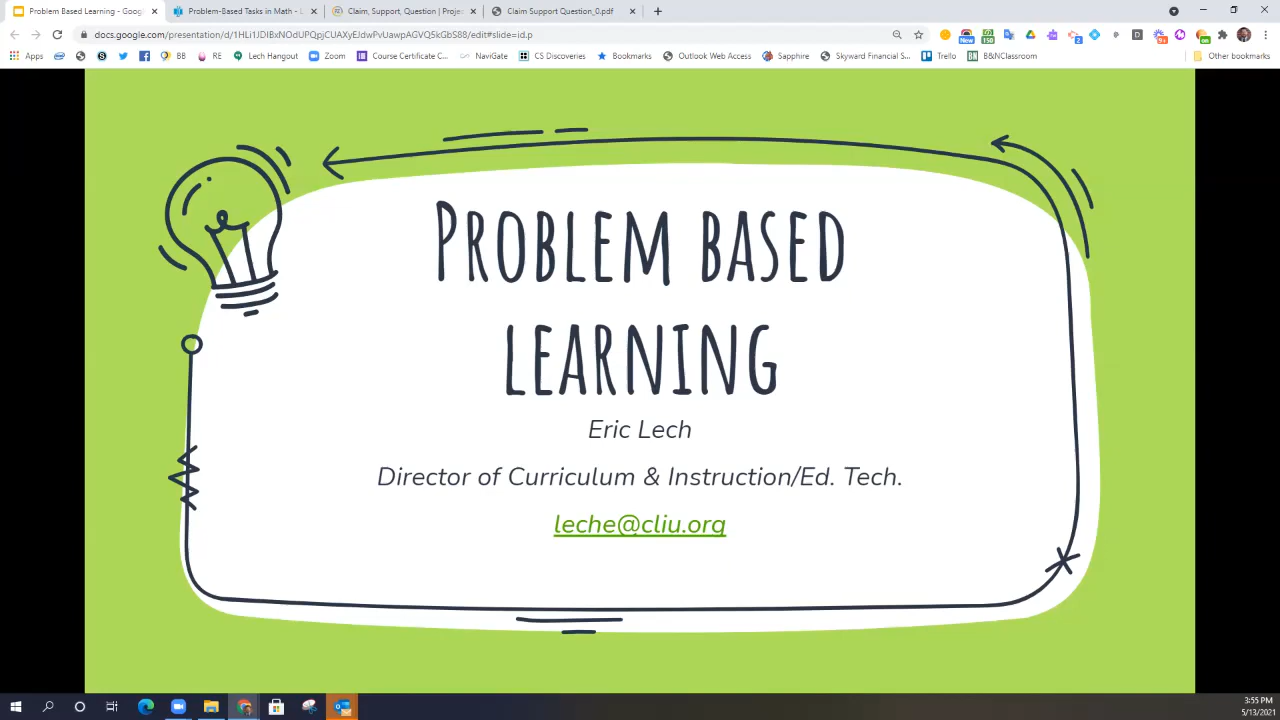 Problem Based Learning - Goog
Problem-Based Tasks in Math - L
Claim, Support, Question | Proje
Claim Support Question_0.pdf
docs.google.com/presentation/d/1HLi1JDIBxNOdUPQpjCUAXyEJdwPvUawpAGVQ5kGbS88/edit#slide=id.p
Apps
BB
RE
Lech Hangout
Zoom
Course Certificate C...
NaviGate
CS Discoveries
Bookmarks
Outlook Web Access
Sapphire
Skyward Financial S...
Trello
B&NClassroom
Other bookmarks
PROBLEM BASED
LEARNING
Eric Lech
Director of Curriculum & Instruction/Ed. Tech.
leche@cliu.org
3:55 PM
5/13/2021